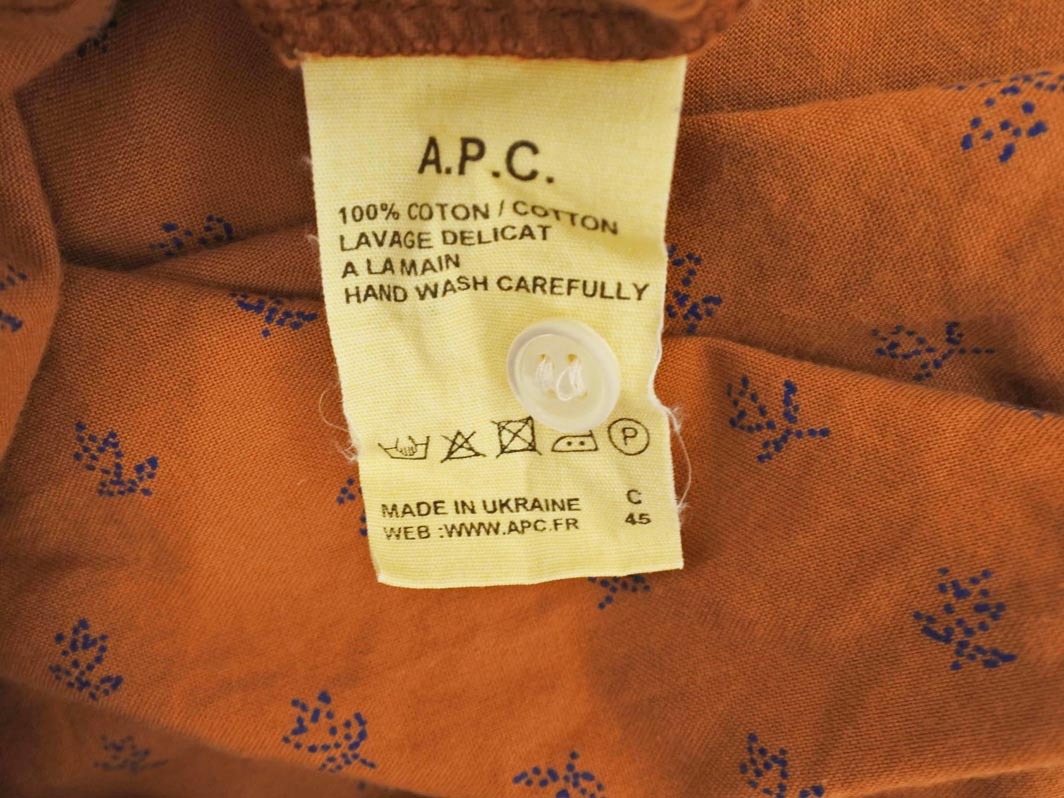 A.P.C.
100% COTON / COTTON
LAVAGE DELICAT
A LA MAIN
HAND WASH CAREFULLY
P
MADE IN UKRAINE C
WEB :WWW.APC.FR 45